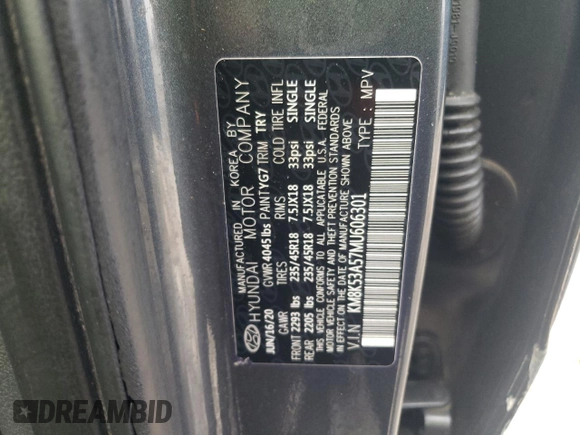 MANUFACTURED IN KOREA BY
HYUNDAI MOTOR COMPANY
JUN/16/20 GVWR 4045 lbs PAINT YG7 TRIM TRY
GAWR TIRES RIMS COLD TIRE INFL
FRONT 2293 lbs 235/45R18 7.5JX18 33psi SINGLE
REAR 2205 lbs 235/45R18 7.5JX18 33psi SINGLE
THIS VEHICLE CONFORMS TO ALL APPLICABLE U.S.A. FEDERAL
MOTOR VEHICLE SAFETY AND THEFT PREVENTION STANDARDS
IN EFFECT ON THE DATE OF MANUFACTURE SHOWN ABOVE
V.I.N KM8K53A57MU606301 TYPE : MPV
DREAMBID